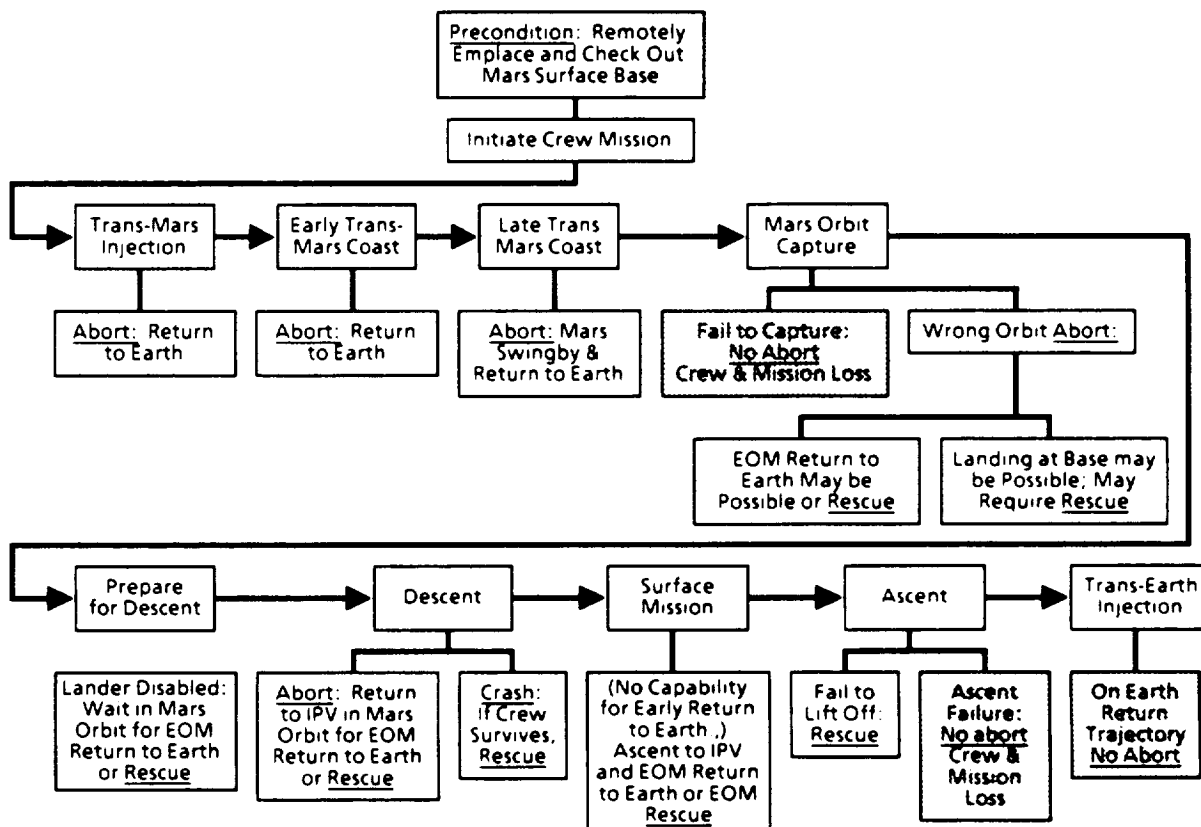 Precondition: Remotely
Emplace and Check Out
Mars Surface Base
Initiate Crew Mission
Trans-Mars
Injection
Early Trans-
Mars Coast
Late Trans
Mars Coast
Mars Orbit
Capture
Abort: Return
to Earth
Abort: Return
to Earth
Abort: Mars
Swingby &
Return to Earth
Fail to Capture:
No Abort
Crew & Mission Loss
Wrong Orbit Abort:
EOM Return to
Earth May be
Possible or Rescue
Landing at Base may
be Possible; May
Require Rescue
Prepare
for Descent
Descent
Surface
Mission
Ascent
Trans-Earth
Injection
Lander Disabled:
Wait in Mars
Orbit for EOM
Return to Earth
or Rescue
Abort: Return
to IPV in Mars
Orbit for EOM
Return to Earth
or Rescue
Crash:
If Crew
Survives,
Rescue
(No Capability
for Early Return
to Earth.,)
Ascent to IPV
and EOM Return
to Earth or EOM
Rescue
Fail to
Lift Off:
Rescue
Ascent
Failure:
No abort
Crew &
Mission
Loss
On Earth
Return
Trajectory
No Abort